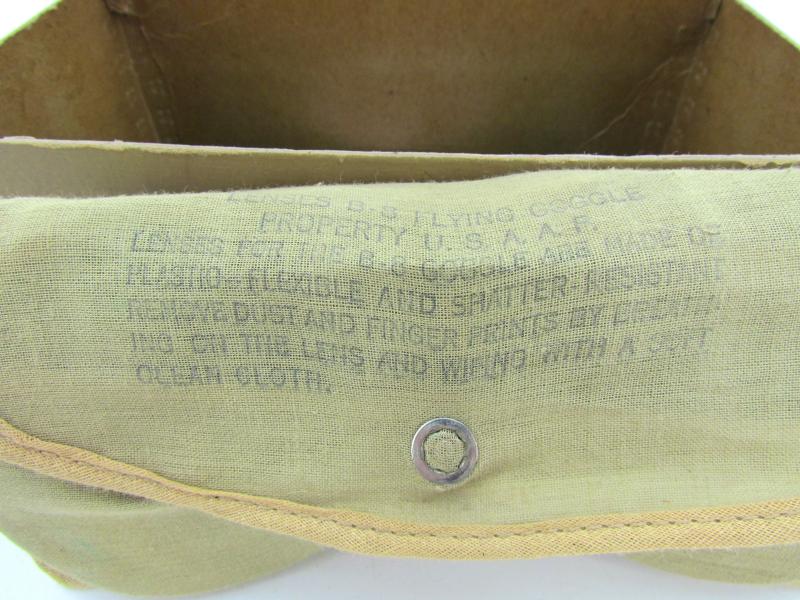 LENSES B-8 FLYING GOGGLE
PROPERTY U. S. A. A. F.
LENSES FOR THE B-8 GOGGLE ARE MADE OF
PLASTIC=FLEXIBLE AND SHATTER-RESISTANT
REMOVE DUST AND FINGER PRINTS BY BREATH-
ING ON THE LENS AND WIPING WITH A SOFT
CLEAN CLOTH.